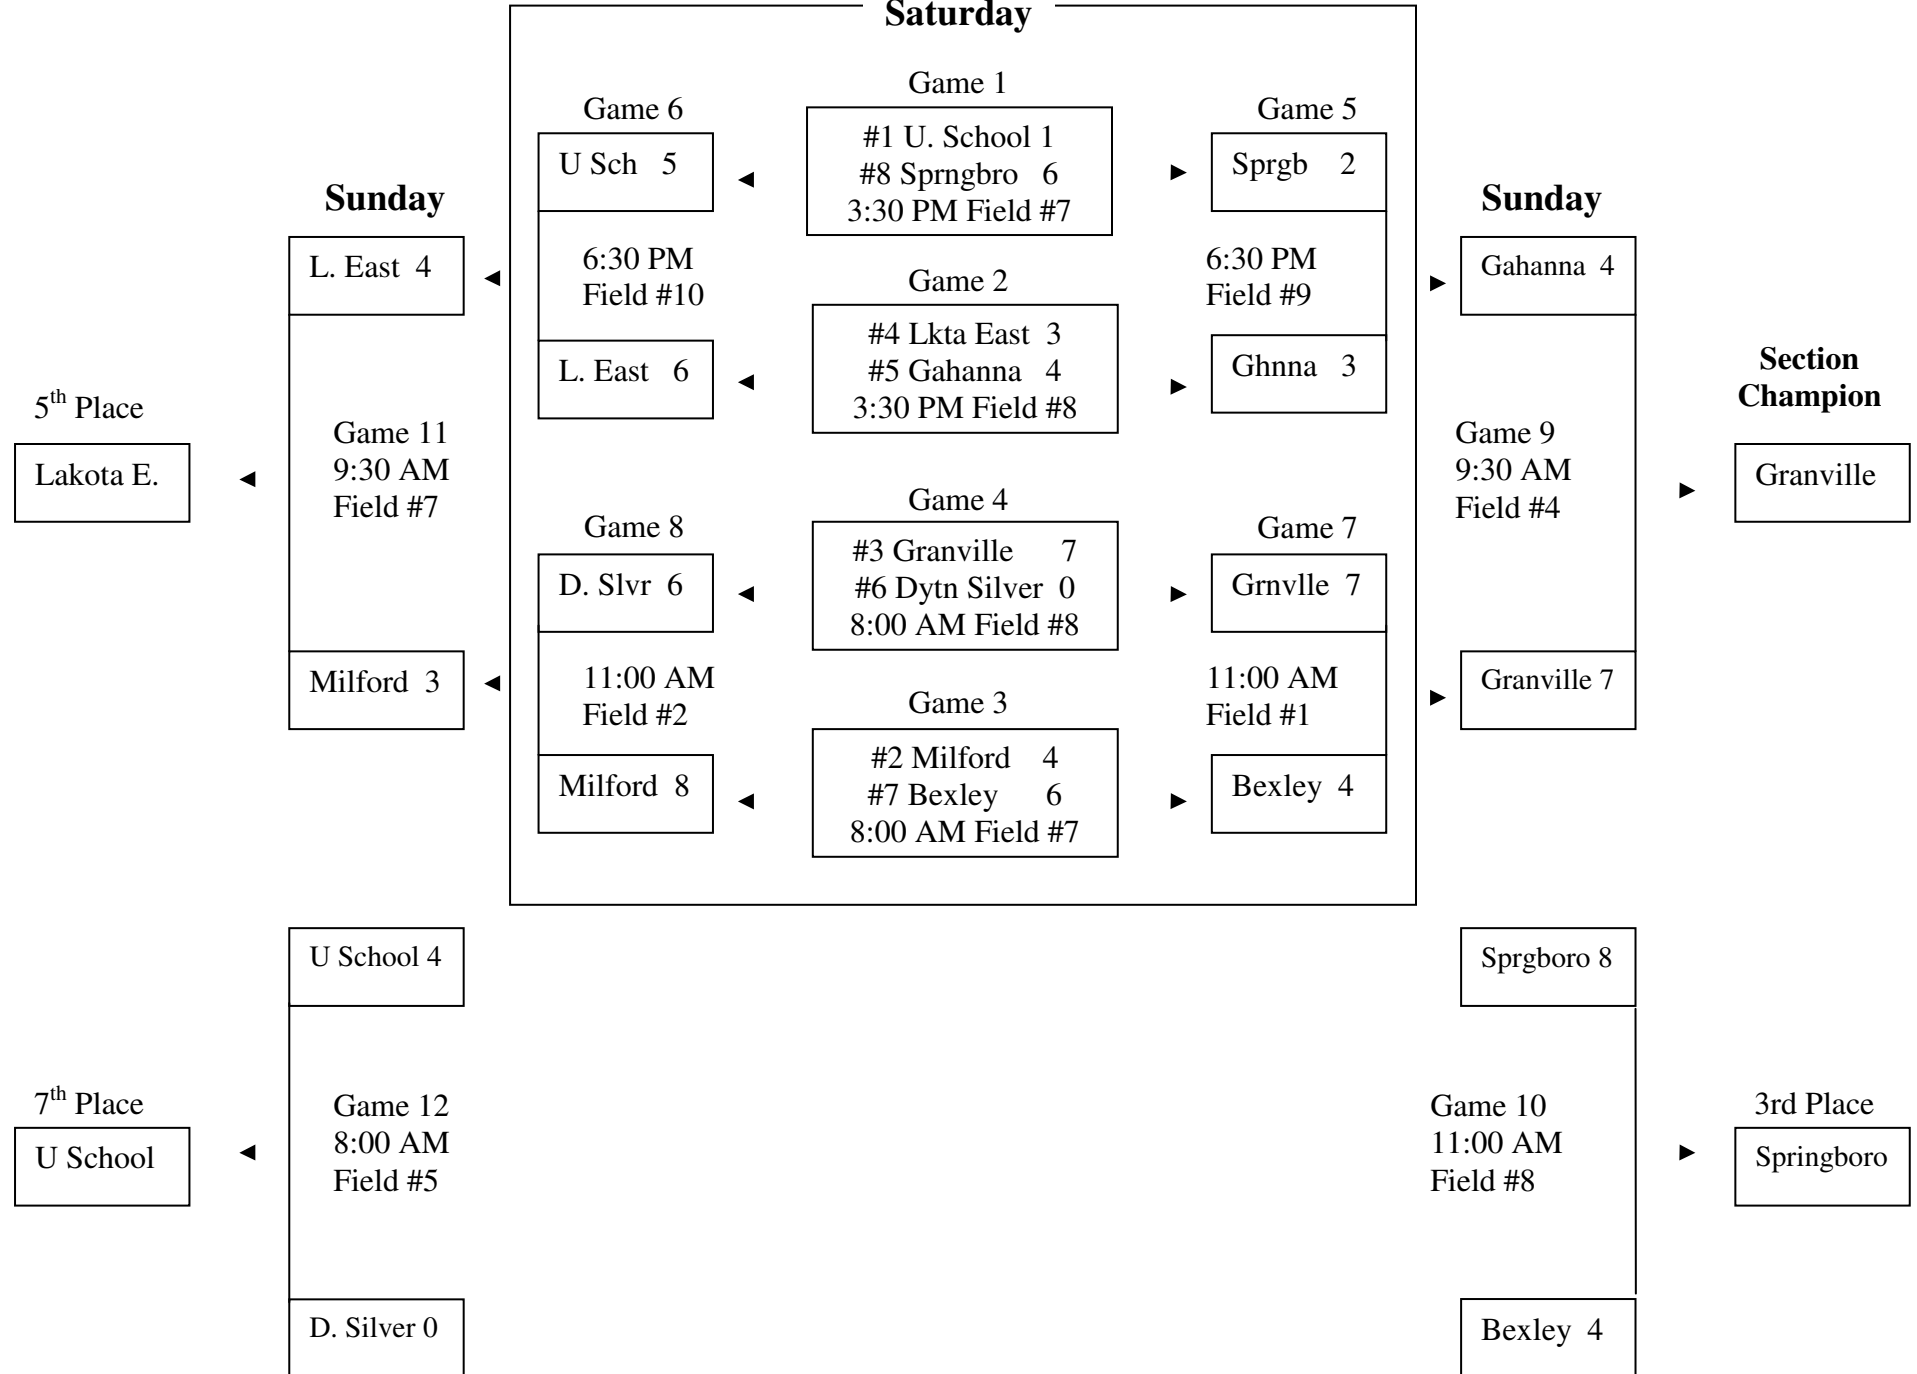 Saturday
Game 1
Game 6
Game 5
#1 U. School 1
#8 Sprngbro 6
3:30 PM Field #7
U Sch 5
Sprgb 2
Sunday
Sunday
L. East 4
6:30 PM
Field #10
Game 2
6:30 PM
Field #9
Gahanna 4
#4 Lkta East 3
#5 Gahanna 4
3:30 PM Field #8
L. East 6
Ghnna 3
Section
Champion
5th Place
Lakota E.
Game 11
9:30 AM
Field #7
Game 9
9:30 AM
Field #4
Granville
Game 4
Game 8
Game 7
#3 Granville 7
#6 Dytn Silver 0
8:00 AM Field #8
D. Slvr 6
Grnvlle 7
Milford 3
11:00 AM
Field #2
Game 3
11:00 AM
Field #1
Granville 7
#2 Milford 4
#7 Bexley 6
8:00 AM Field #7
Milford 8
Bexley 4
U School 4
Sprgboro 8
7th Place
U School
Game 12
8:00 AM
Field #5
Game 10
11:00 AM
Field #8
3rd Place
Springboro
D. Silver 0
Bexley 4